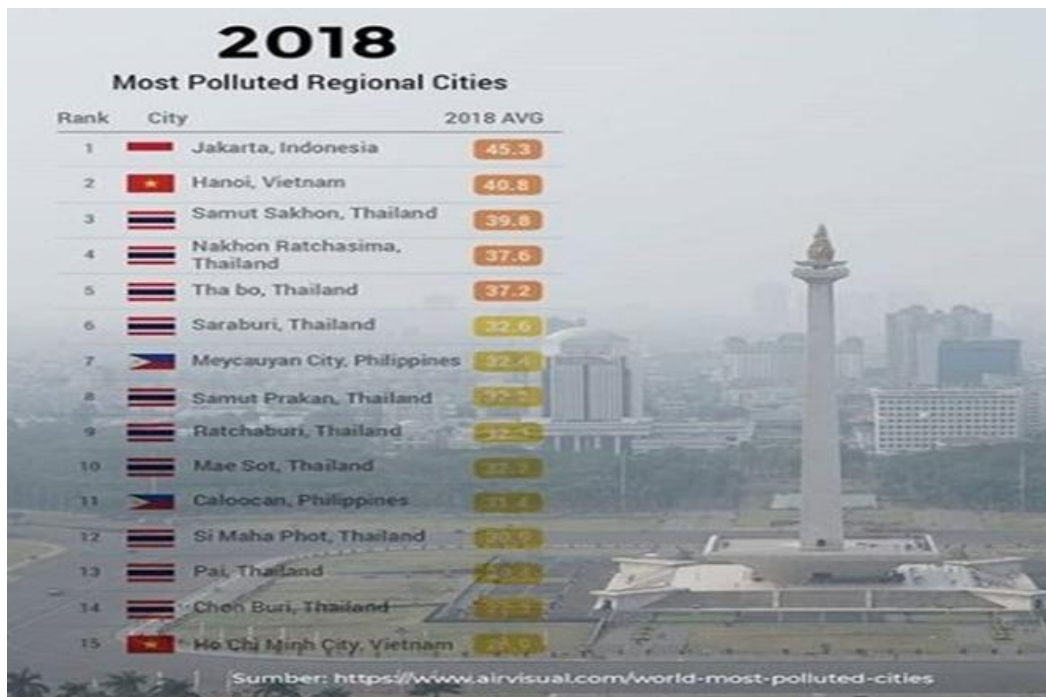 2018
Most Polluted Regional Cities
Rank City 2018 AVG
1 Jakarta, Indonesia 45.3
2 Hanoi, Vietnam 40.8
3 Samut Sakhon, Thailand 39.8
4 Nakhon Ratchasima,
Thailand 37.6
5 Tha bo, Thailand 37.2
6 Saraburi, Thailand 32.6
7 Meycauyan City, Philippines 32.4
8 Samut Prakan, Thailand
9 Ratchaburi, Thailand
10 Mae Sot, Thailand
11 Caloocan, Philippines
12 Si Maha Phot, Thailand
13 Pai, Thailand
14 Chon Buri, Thailand
15 Ho Chi Minh City, Vietnam
Sumber: https://www.airvisual.com/world-most-polluted-cities